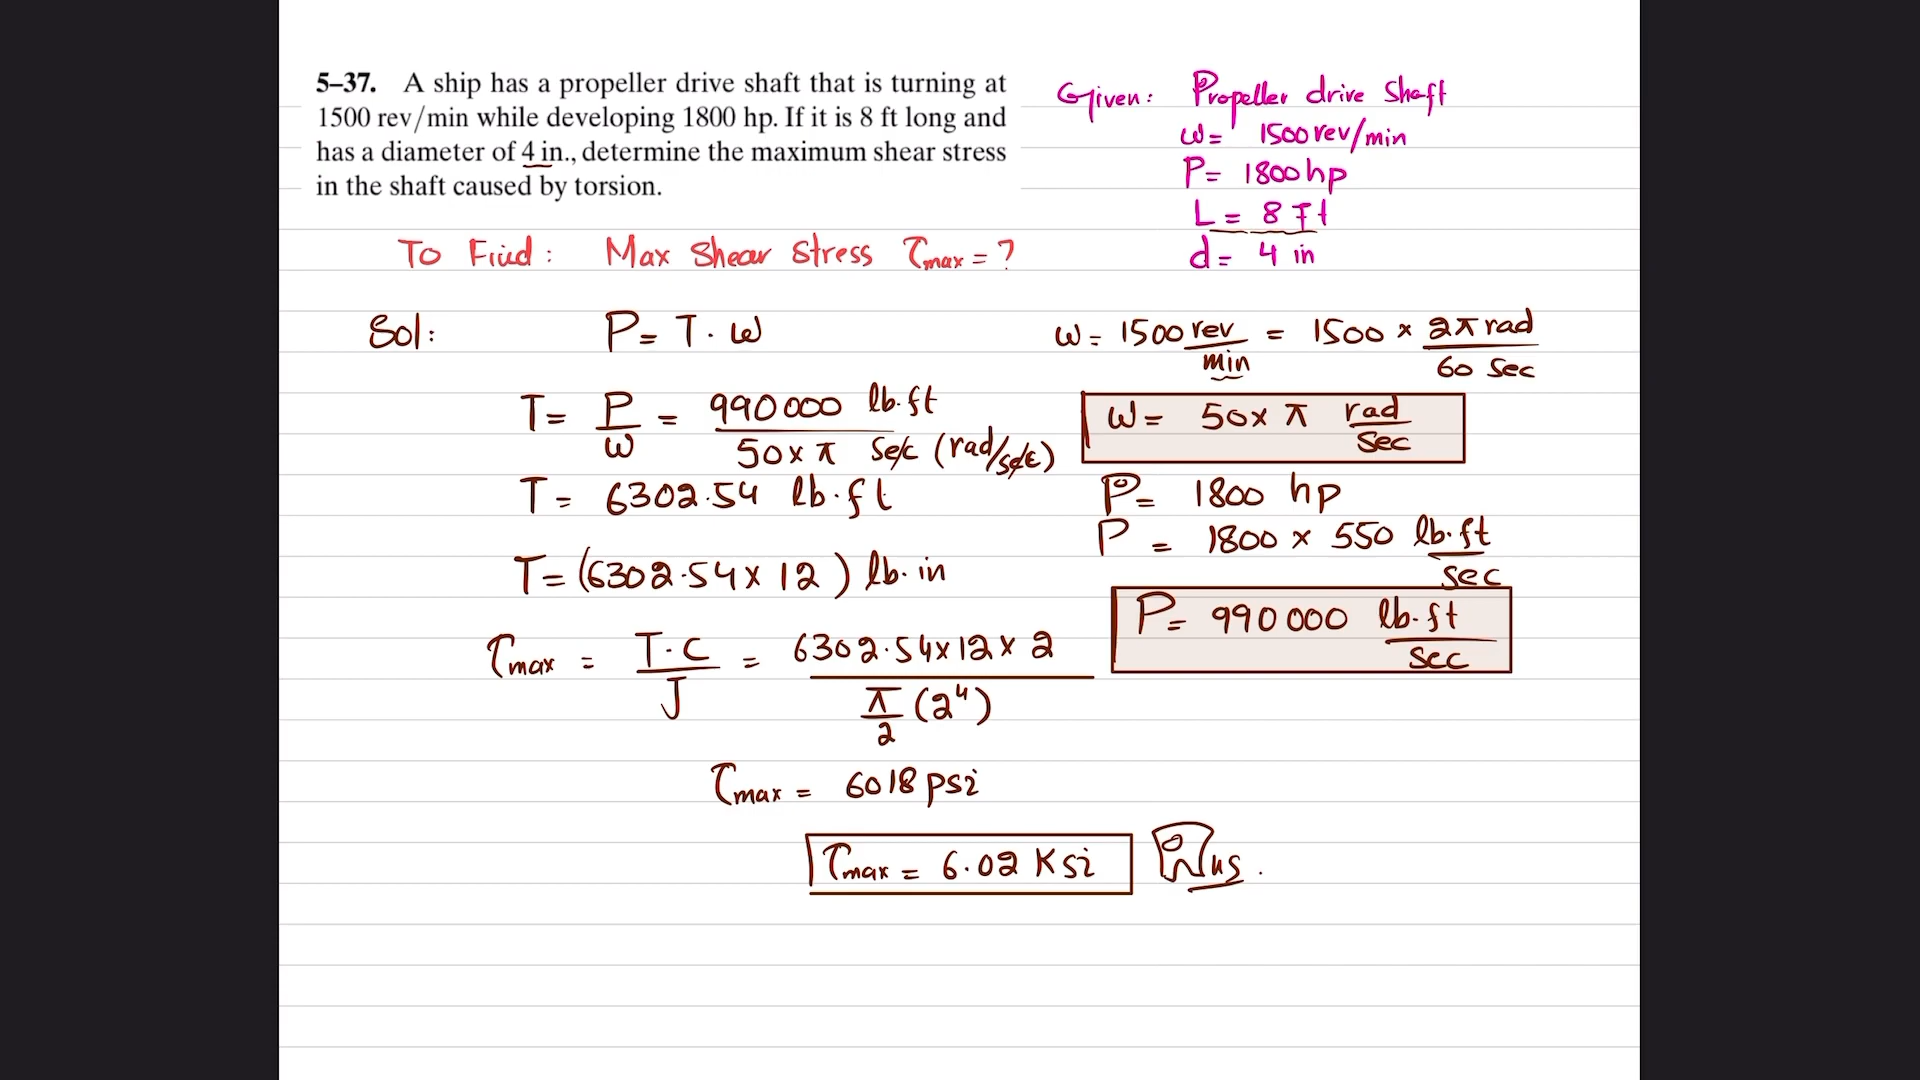 5–37. A ship has a propeller drive shaft that is turning at
1500 rev/min while developing 1800 hp. If it is 8 ft long and
has a diameter of 4 in., determine the maximum shear stress
in the shaft caused by torsion.
Given: Propeller drive Shaft
ω = 1500 rev/min
P = 1800 hp
L = 8 Ft
d = 4 in
To Find: Max Shear Stress τmax = ?
Sol: P = T · ω
T = P/ω = 990000 lb.ft / 50 x π sec (rad/sec)
T = 6302.54 lb.ft
T = (6302.54 x 12) lb.in
τmax = T·C/J = 6302.54 x 12 x 2 / π/2 (2⁴)
τmax = 6018 psi
τmax = 6.02 Ksi
ω = 1500 rev/min = 1500 x 2π rad / 60 sec
ω = 50 x π rad/sec
P = 1800 hp
P = 1800 x 550 lb.ft/sec
P = 990000 lb.ft/sec